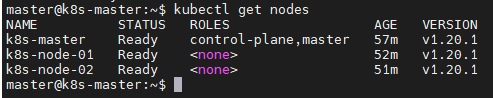 master@k8s-master:~$ kubectl get nodes
NAME STATUS ROLES AGE VERSION
k8s-master Ready control-plane,master 57m v1.20.1
k8s-node-01 Ready <none> 52m v1.20.1
k8s-node-02 Ready <none> 51m v1.20.1
master@k8s-master:~$